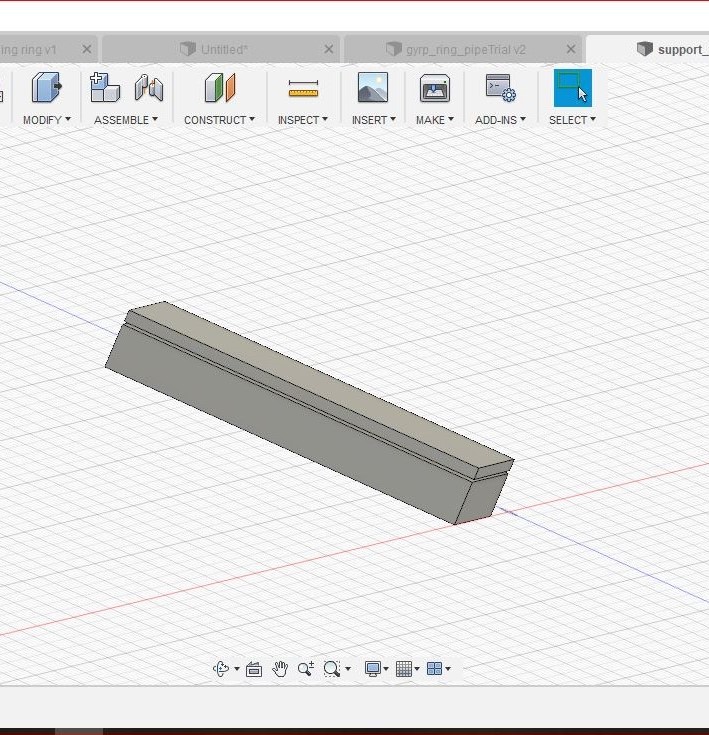 ing ring v1
Untitled*
gyrp_ring_pipeTrial v2
support_
MODIFY
ASSEMBLE
CONSTRUCT
INSPECT
INSERT
MAKE
ADD-INS
SELECT